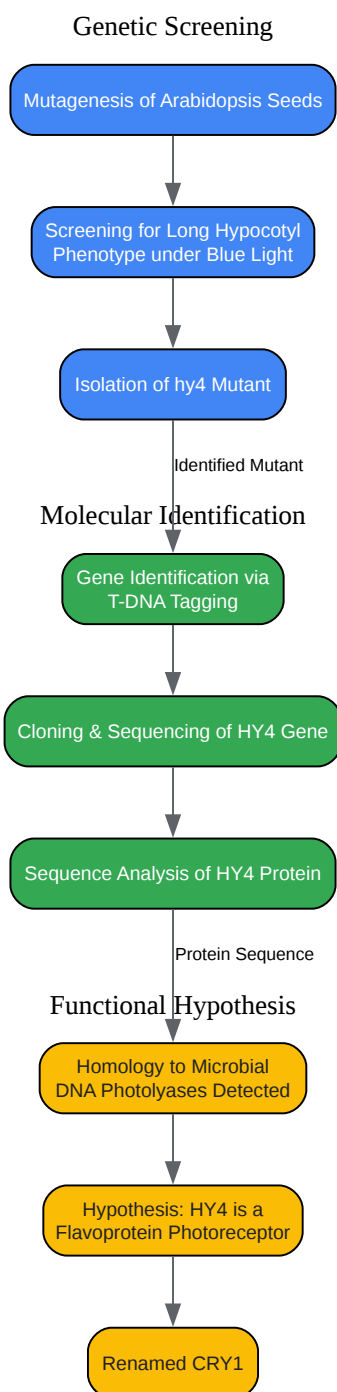 Genetic Screening
Mutagenesis of Arabidopsis Seeds
Screening for Long Hypocotyl
Phenotype under Blue Light
Isolation of hy4 Mutant
Identified Mutant
Molecular Identification
Gene Identification via
T-DNA Tagging
Cloning & Sequencing of HY4 Gene
Sequence Analysis of HY4 Protein
Protein Sequence
Functional Hypothesis
Homology to Microbial
DNA Photolyases Detected
Hypothesis: HY4 is a
Flavoprotein Photoreceptor
Renamed CRY1